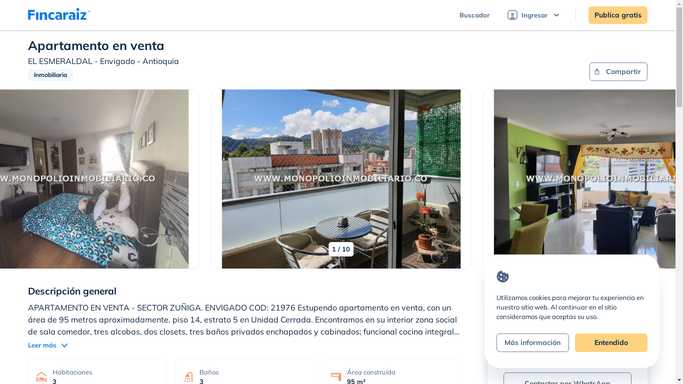 Fincaraiz
Buscador
Ingresar
Publica gratis
Apartamento en venta
EL ESMERALDAL - Envigado - Antioquia
Inmobiliaria
Compartir
WWW.MONOPOLIOINMOBILIARIO.CO
WWW.MONOPOLIOINMOBILIARIO.CO
WWW.MONOPOLIOINMOBILIAR
1 / 10
Descripción general
APARTAMENTO EN VENTA - SECTOR ZUÑIGA. ENVIGADO COD: 21976 Estupendo apartamento en venta, con un
área de 95 metros aproximadamente, piso 14, estrato 5 en Unidad Cerrada. Encontramos en su interior zona social
de sala comedor, tres alcobas, dos closets, tres baños privados enchapados y cabinados; funcional cocina integral...
Leer más
Habitaciones
3
Baños
3
Área construida
95 m²
Utilizamos cookies para mejorar tu experiencia en
nuestro sitio web. Al continuar en el sitio
consideramos que aceptas su uso.
Más información
Entendido
Contactar por WhatsApp